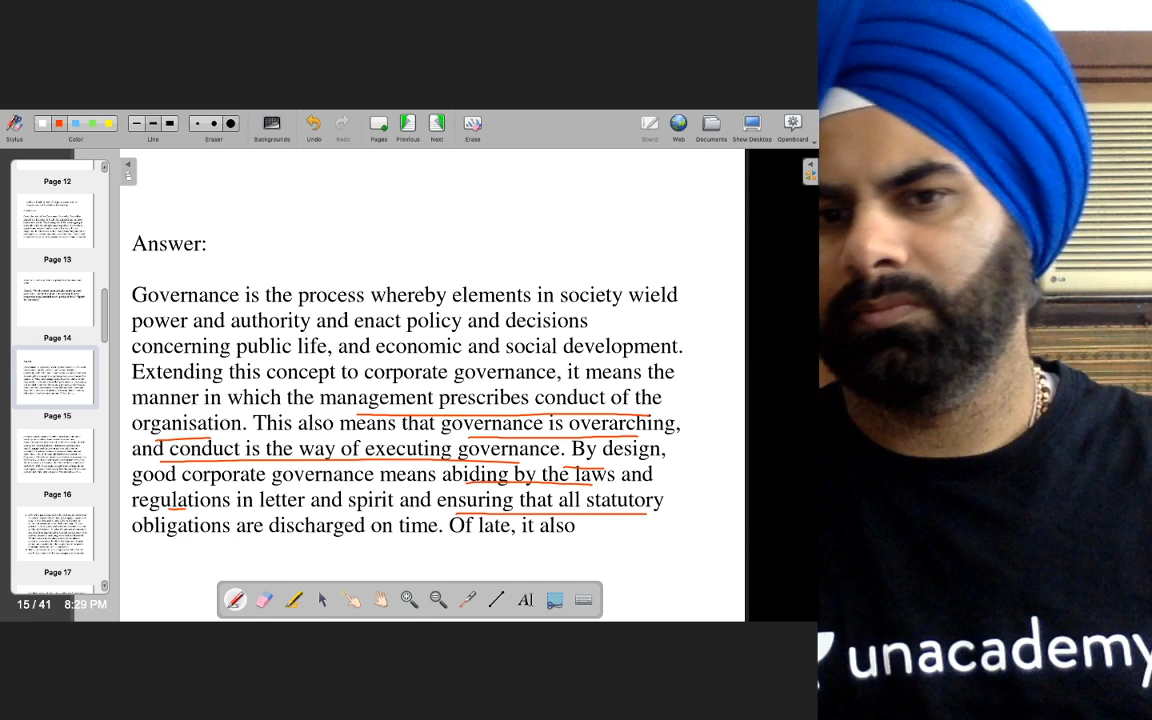 Stylus
Color
Line
Eraser
Backgrounds
Undo
Redo
Pages
Previous
Next
Erase
Board
Web
Documents
Show Desktop
OpenBoard
Page 12
Page 13
Page 14
Page 15
Page 16
Page 17
15 / 41 8:29 PM
Answer:
Governance is the process whereby elements in society wield
power and authority and enact policy and decisions
concerning public life, and economic and social development.
Extending this concept to corporate governance, it means the
manner in which the management prescribes conduct of the
organisation. This also means that governance is overarching,
and conduct is the way of executing governance. By design,
good corporate governance means abiding by the laws and
regulations in letter and spirit and ensuring that all statutory
obligations are discharged on time. Of late, it also
LG
unacademy